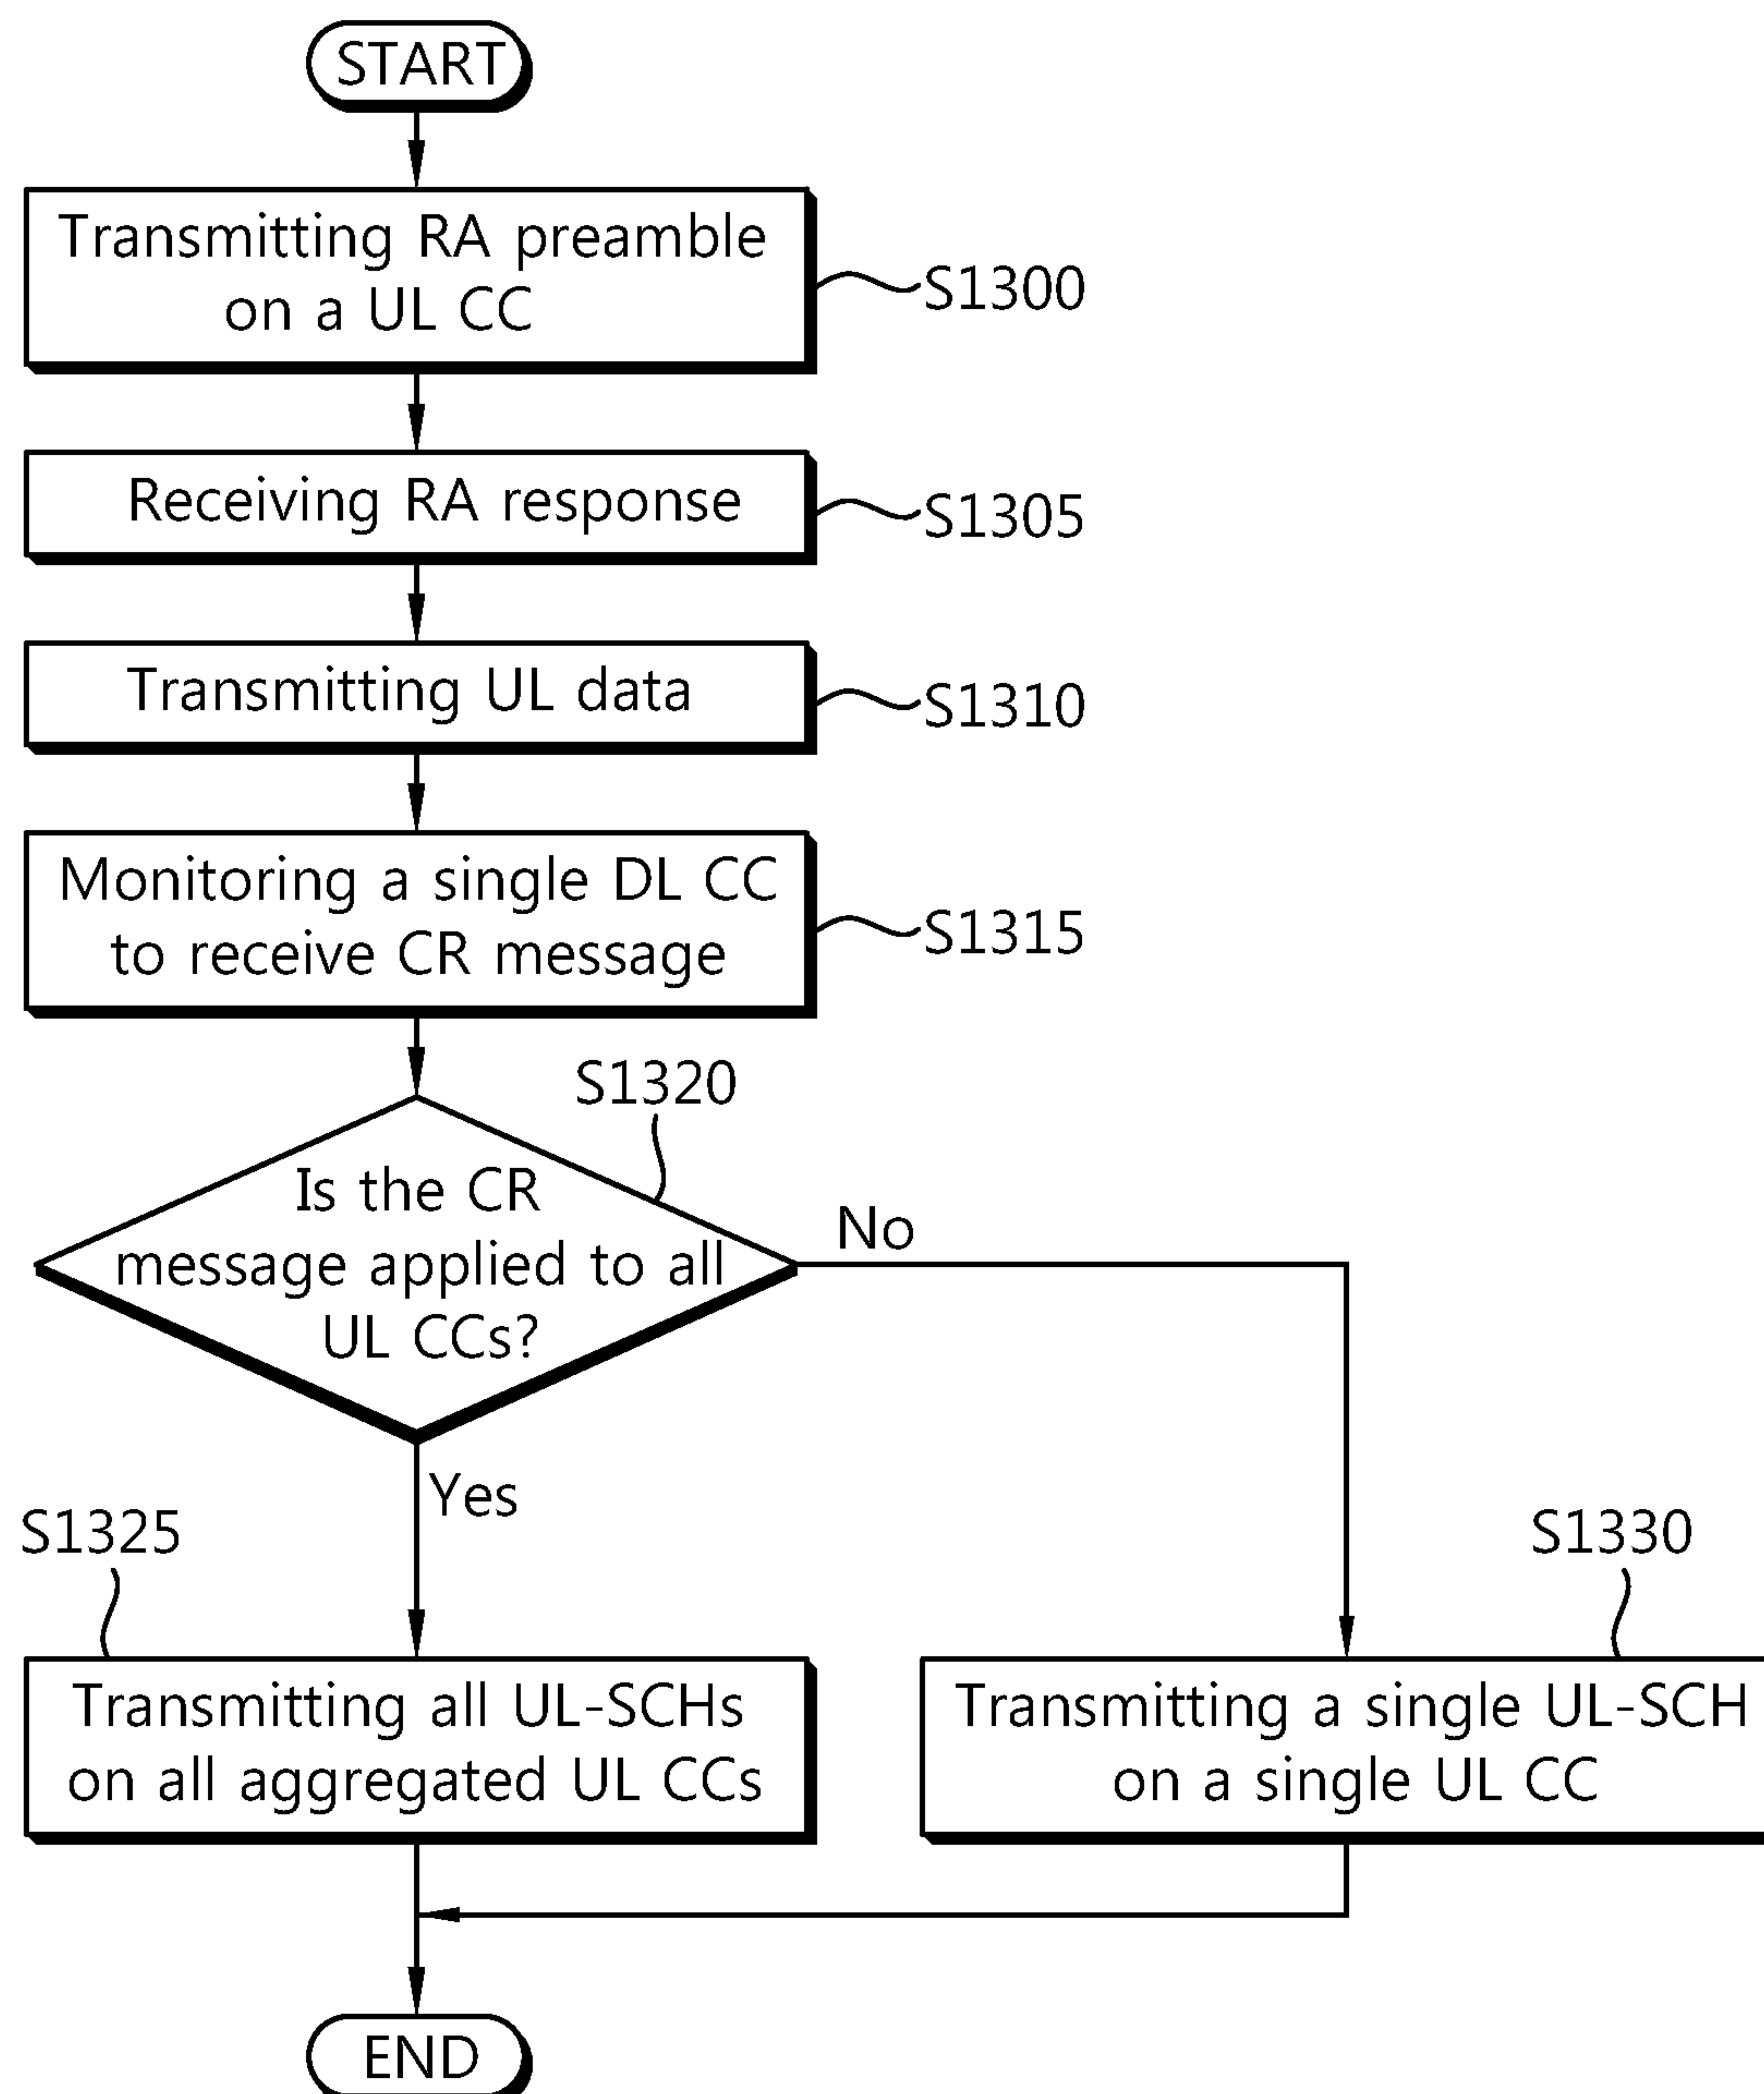 START
Transmitting RA preamble
on a UL CC
S1300
Receiving RA response
S1305
Transmitting UL data
S1310
Monitoring a single DL CC
to receive CR message
S1315
S1320
Is the CR
message applied to all
UL CCs?
No
Yes
S1325
Transmitting all UL-SCHs
on all aggregated UL CCs
S1330
Transmitting a single UL-SCH
on a single UL CC
END